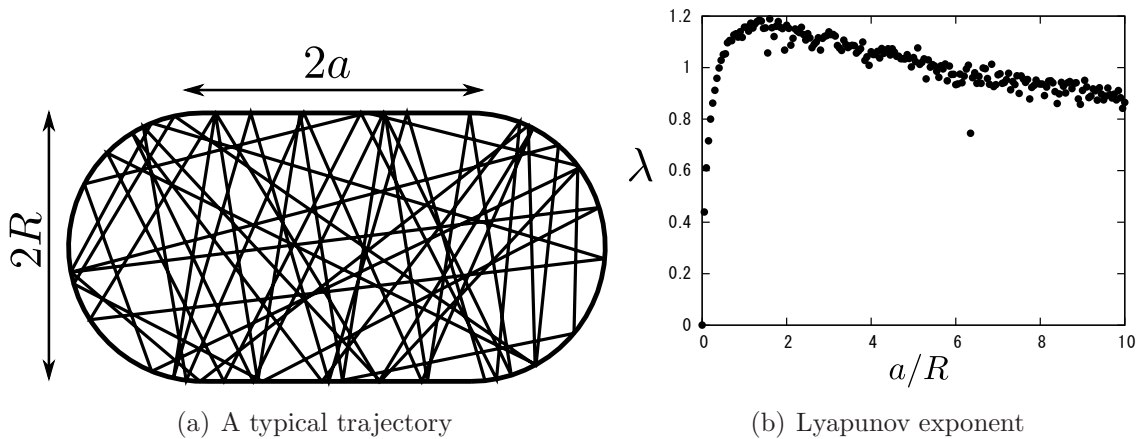 2a
2R
(a) A typical trajectory
1.2
1
0.8
0.6
0.4
0.2
0
λ
0 2 4 6 8 10
a/R
(b) Lyapunov exponent